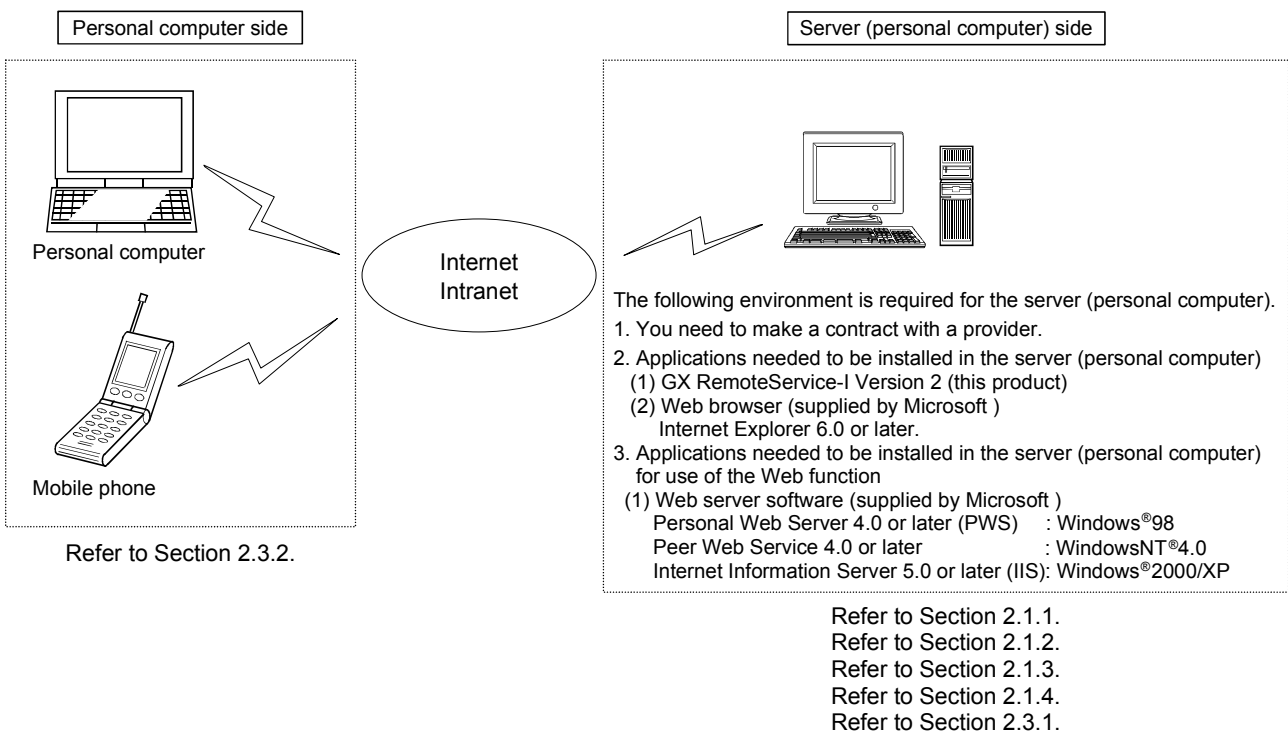 Personal computer side
Personal computer
Mobile phone
Refer to Section 2.3.2.
Internet
Intranet
Server (personal computer) side
The following environment is required for the server (personal computer).
1. You need to make a contract with a provider.
2. Applications needed to be installed in the server (personal computer)
(1) GX RemoteService-I Version 2 (this product)
(2) Web browser (supplied by Microsoft )
Internet Explorer 6.0 or later.
3. Applications needed to be installed in the server (personal computer)
for use of the Web function
(1) Web server software (supplied by Microsoft )
Personal Web Server 4.0 or later (PWS) : Windows®98
Peer Web Service 4.0 or later : WindowsNT®4.0
Internet Information Server 5.0 or later (IIS): Windows®2000/XP
Refer to Section 2.1.1.
Refer to Section 2.1.2.
Refer to Section 2.1.3.
Refer to Section 2.1.4.
Refer to Section 2.3.1.